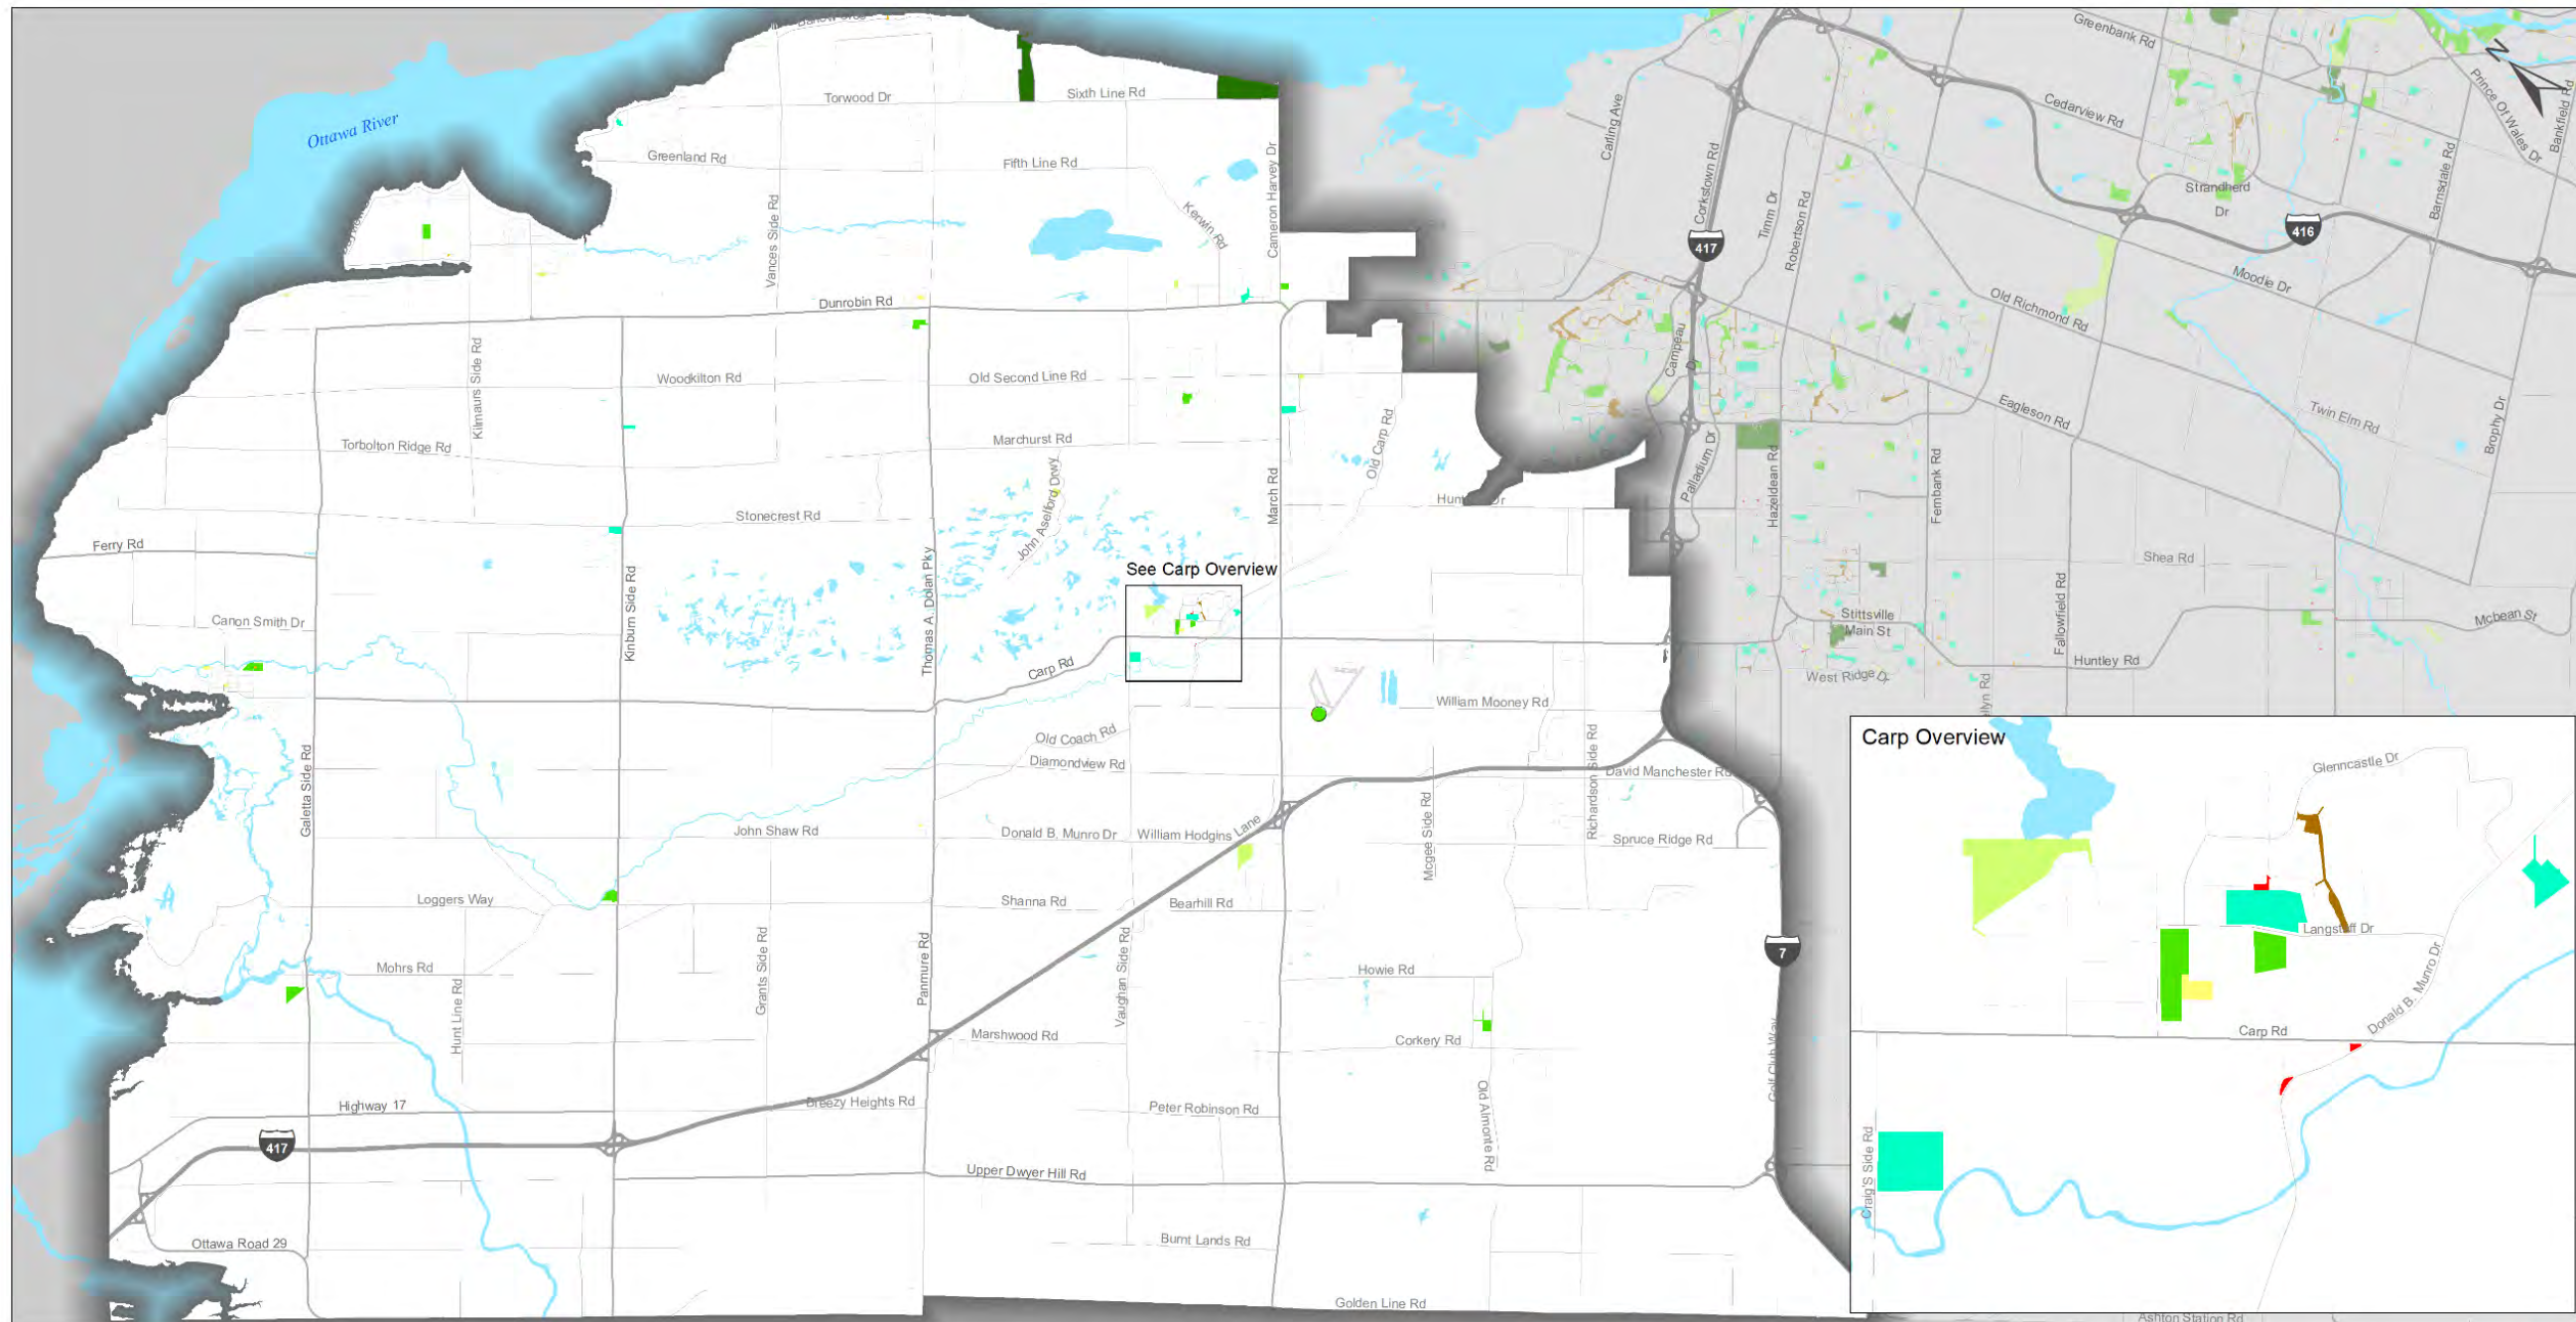 Greenbank Rd
N
Prince Of Wales Dr
Bankfield Rd
Torwood Dr
Sixth Line Rd
Carling Ave
Cedarview Rd
Ottawa River
Greenland Rd
Fifth Line Rd
Cameron Harvey Dr
Corkstown Rd
Timm Dr
Robertson Rd
Strandherd
Dr
Barnsdale Rd
Vances Side Rd
Kerwin Rd
417
416
Moodie Dr
Dunrobin Rd
Old Richmond Rd
Campeau
Dr
Kilmaurs Side Rd
Woodkilton Rd
Old Second Line Rd
Eagleson Rd
Twin Elm Rd
Brophy Dr
Torbolton Ridge Rd
Marchurst Rd
Old Carp Rd
Palladium Dr
Hazeldean Rd
Fernbank Rd
John Aselford Drwy
March Rd
Stonecrest Rd
Ferry Rd
Shea Rd
See Carp Overview
Kinburn Side Rd
Thomas A. Dolan Pky
Canon Smith Dr
Stittsville
Main St
Fallowfield Rd
Mcbean St
Carp Rd
Huntley Rd
West Ridge Dr
William Mooney Rd
Old Coach Rd
Diamondview Rd
Galetta Side Rd
Richardson Side Rd
David Manchester Rd
John Shaw Rd
Donald B. Munro Dr
William Hodgins Lane
Mcgee Side Rd
Spruce Ridge Rd
Loggers Way
Shanna Rd
Bearhill Rd
Mohrs Rd
Hunt Line Rd
Grants Side Rd
Panmure Rd
Vaughan Side Rd
Howie Rd
7
Marshwood Rd
Corkery Rd
Golf Club Way
Highway 17
Breezy Heights Rd
Peter Robinson Rd
Old Almonte Rd
417
Upper Dwyer Hill Rd
Ottawa Road 29
Burnt Lands Rd
Golden Line Rd
Ashton Station Rd
Carp Overview
Glenncastle Dr
Langstaff Dr
Donald B. Munro Dr
Carp Rd
Craig'S Side Rd